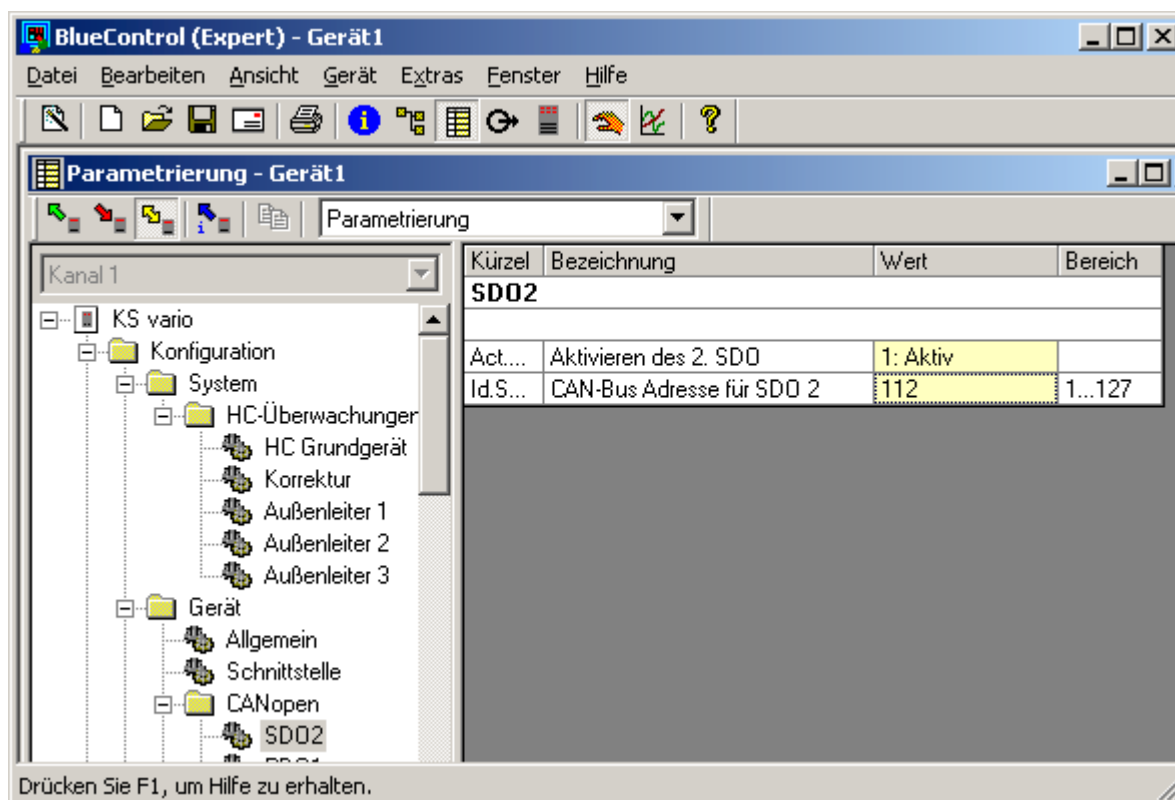 BlueControl (Expert) - Gerät1
Datei Bearbeiten Ansicht Gerät Extras Fenster Hilfe
Parametrierung - Gerät1
Parametrierung
Kanal 1
KS vario
Konfiguration
System
HC-Überwachunger
HC Grundgerät
Korrektur
Außenleiter 1
Außenleiter 2
Außenleiter 3
Gerät
Allgemein
Schnittstelle
CANopen
SDO2
Kürzel Bezeichnung Wert Bereich
SDO2
Act.... Aktivieren des 2. SDO 1: Aktiv
Id.S... CAN-Bus Adresse für SDO 2 112 1...127
Drücken Sie F1, um Hilfe zu erhalten.